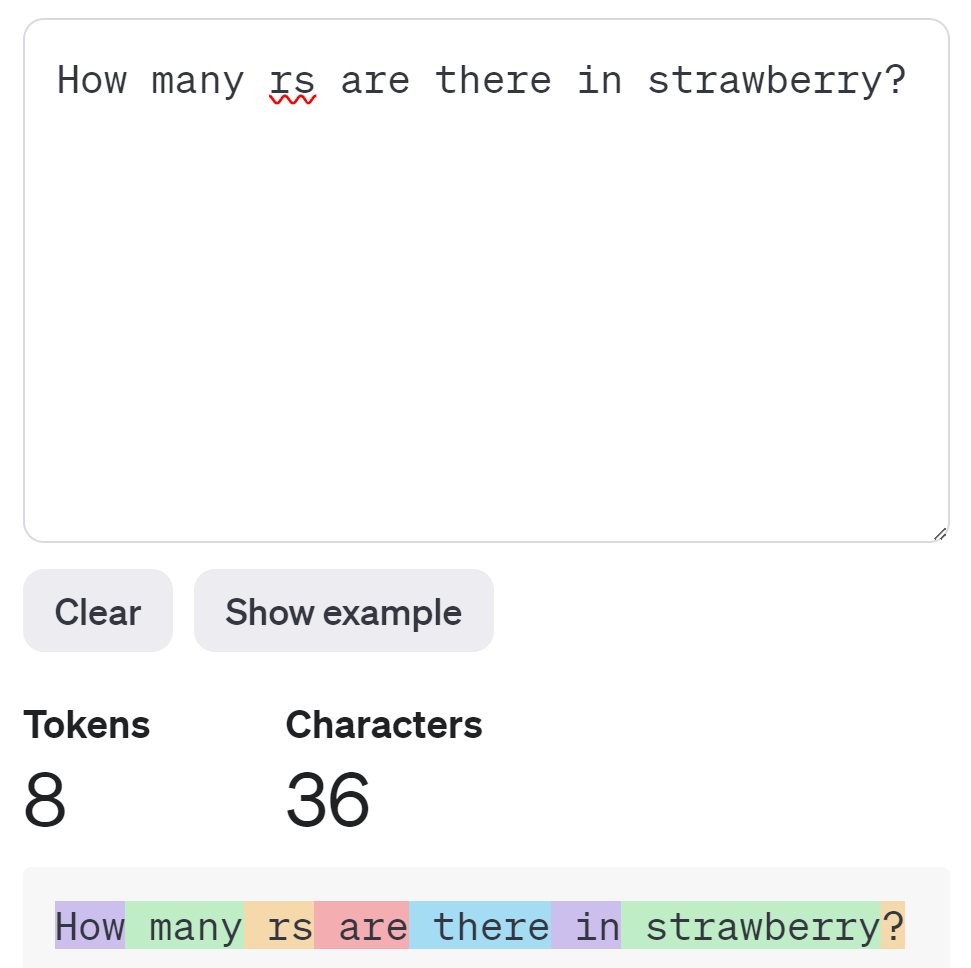 How many rs are there in strawberry?
Clear Show example
Tokens Characters
8 36
How many rs are there in strawberry?